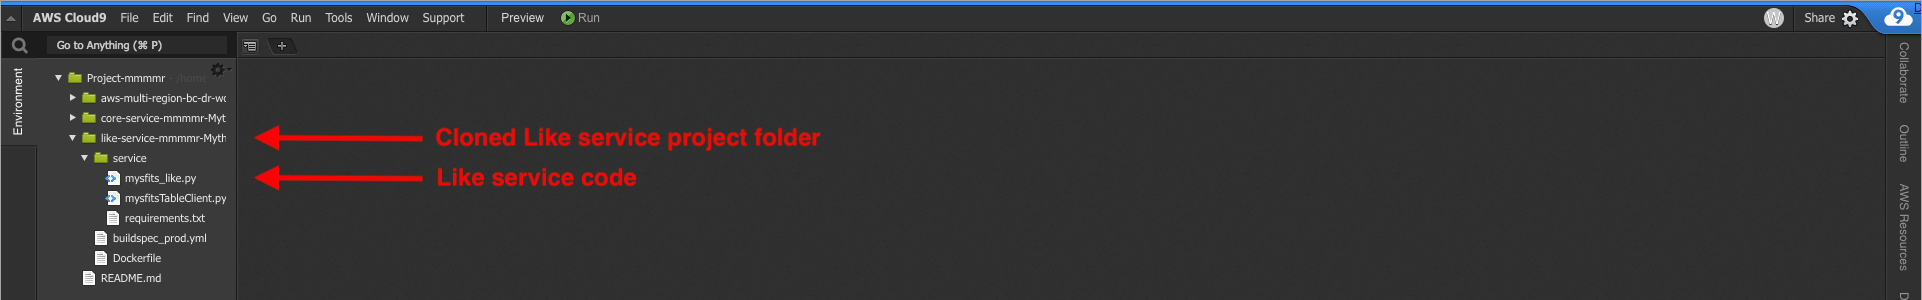 AWS Cloud9 File Edit Find View Go Run Tools Window Support Preview Run W Share 9
Go to Anything (⌘ P)
Environment
Project-mmmmr - /home
aws-multi-region-bc-dr-wo
core-service-mmmmr-Myt
like-service-mmmmr-Myth
service
mysfits_like.py
mysfitsTableClient.py
requirements.txt
buildspec_prod.yml
Dockerfile
README.md
Cloned Like service project folder
Like service code
Collaborate
Outline
AWS Resources
D